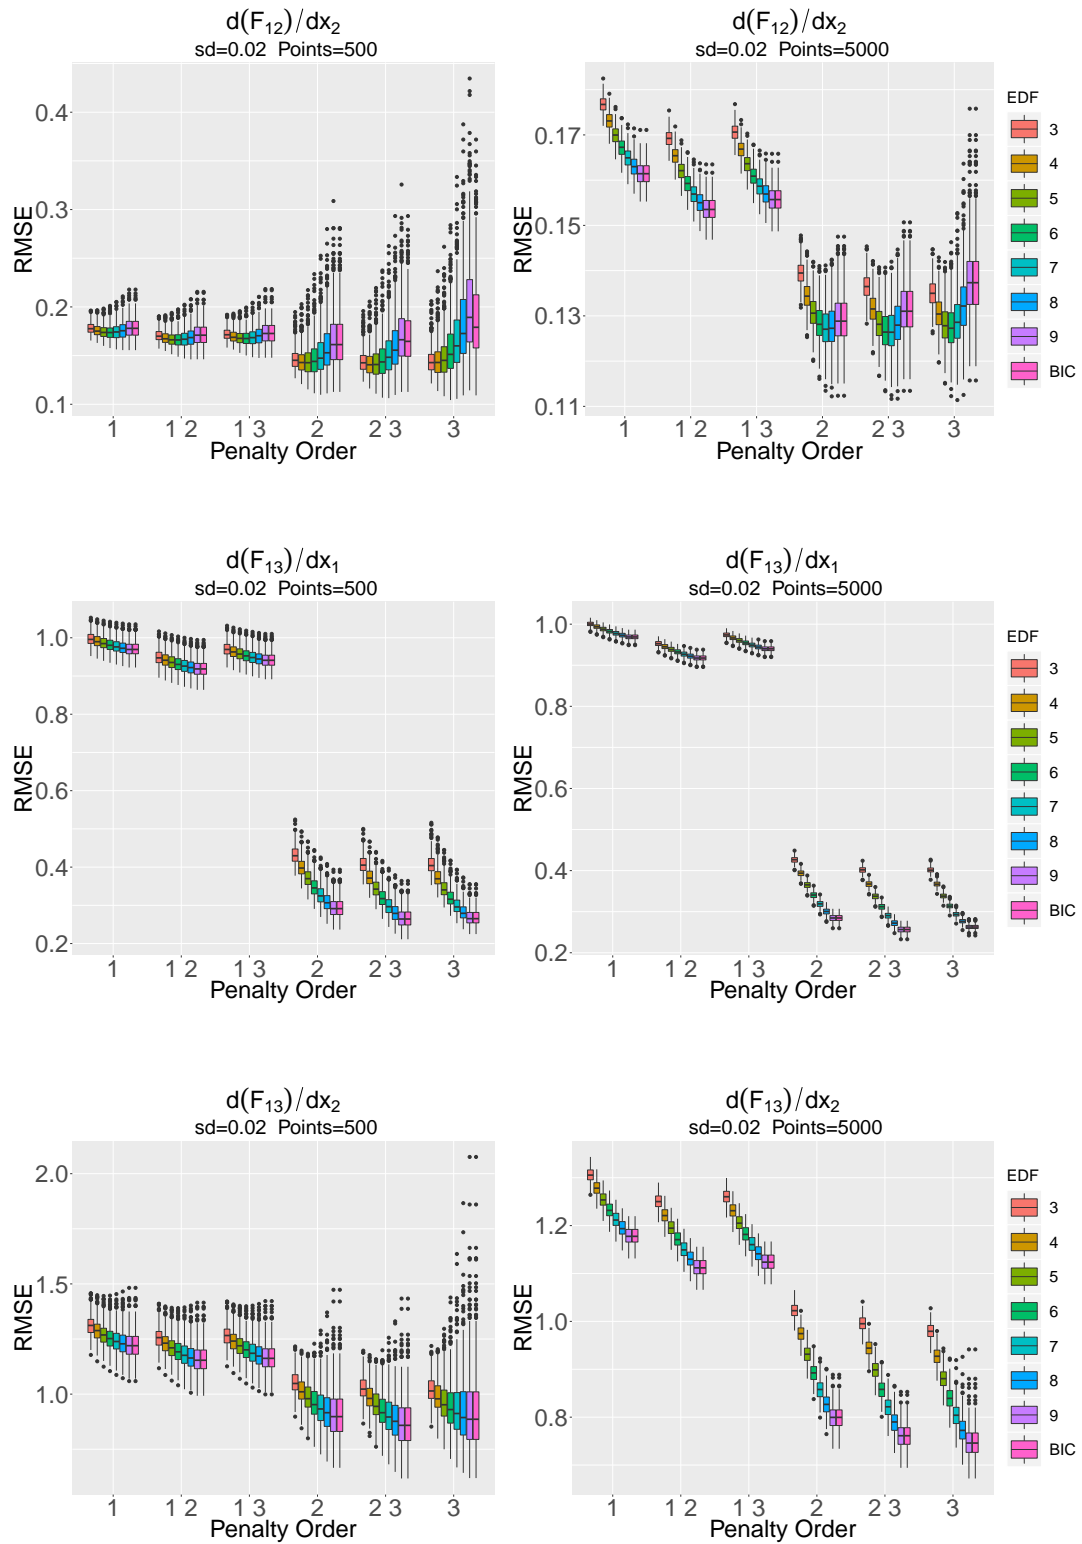 d(F₁₂)/dx₂
sd=0.02 Points=500
RMSE
0.4
0.3
0.2
0.1
1
1 2
1 3
2
2 3
3
Penalty Order
d(F₁₂)/dx₂
sd=0.02 Points=5000
RMSE
0.17
0.15
0.13
0.11
1
1 2
1 3
2
2 3
3
Penalty Order
EDF
3
4
5
6
7
8
9
BIC
d(F₁₃)/dx₁
sd=0.02 Points=500
RMSE
1.0
0.8
0.6
0.4
0.2
1
1 2
1 3
2
2 3
3
Penalty Order
d(F₁₃)/dx₁
sd=0.02 Points=5000
RMSE
1.0
0.8
0.6
0.4
0.2
1
1 2
1 3
2
2 3
3
Penalty Order
EDF
3
4
5
6
7
8
9
BIC
d(F₁₃)/dx₂
sd=0.02 Points=500
RMSE
2.0
1.5
1.0
1
1 2
1 3
2
2 3
3
Penalty Order
d(F₁₃)/dx₂
sd=0.02 Points=5000
RMSE
1.2
1.0
0.8
1
1 2
1 3
2
2 3
3
Penalty Order
EDF
3
4
5
6
7
8
9
BIC